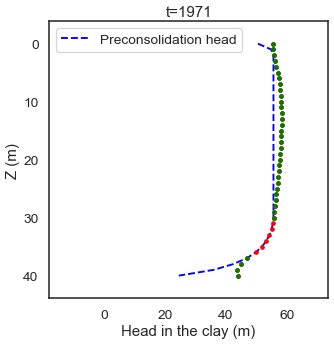 t=1971
Preconsolidation head
0
10
20
30
40
Z (m)
0 20 40 60
Head in the clay (m)